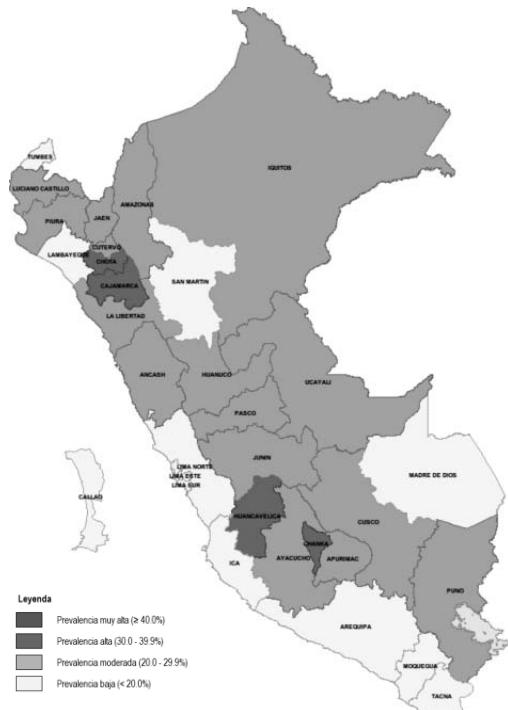 TUMBES
IQUITOS
LUCIANO CASTILLO
AMAZONAS
PIURA
JAEN
CUTERVO
LAMBAYEQUE
CHOTA
CAJAMARCA
SAN MARTIN
LA LIBERTAD
ANCASH
HUANUCO
UCAYALI
PASCO
JUNIN
LIMA NORTE
LIMA ESTE
LIMA SUR
MADRE DE DIOS
CALLAO
HUANCAVELICA
CUSCO
CHANKA
AYACUCHO
APURIMAC
ICA
PUNO
AREQUIPA
MOQUEGUA
TACNA
Leyenda
Prevalencia muy alta (≥ 40.0%)
Prevalencia alta (30.0 - 39.9%)
Prevalencia moderada (20.0 - 29.9%)
Prevalencia baja (< 20.0%)